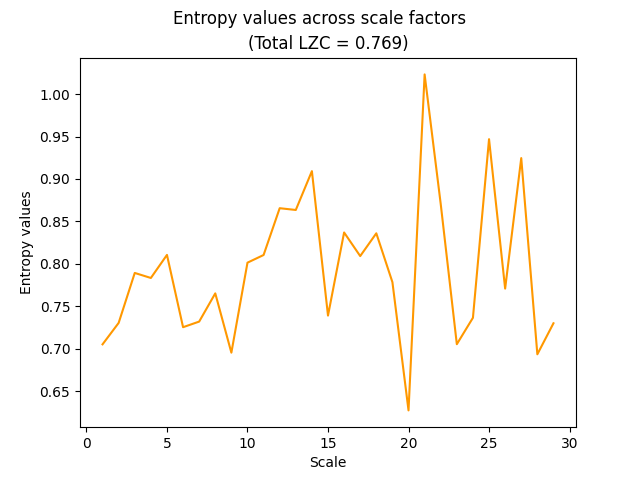 Entropy values across scale factors
(Total LZC = 0.769)
1.00
0.95
0.90
0.85
0.80
0.75
0.70
0.65
Entropy values
0 5 10 15 20 25 30
Scale